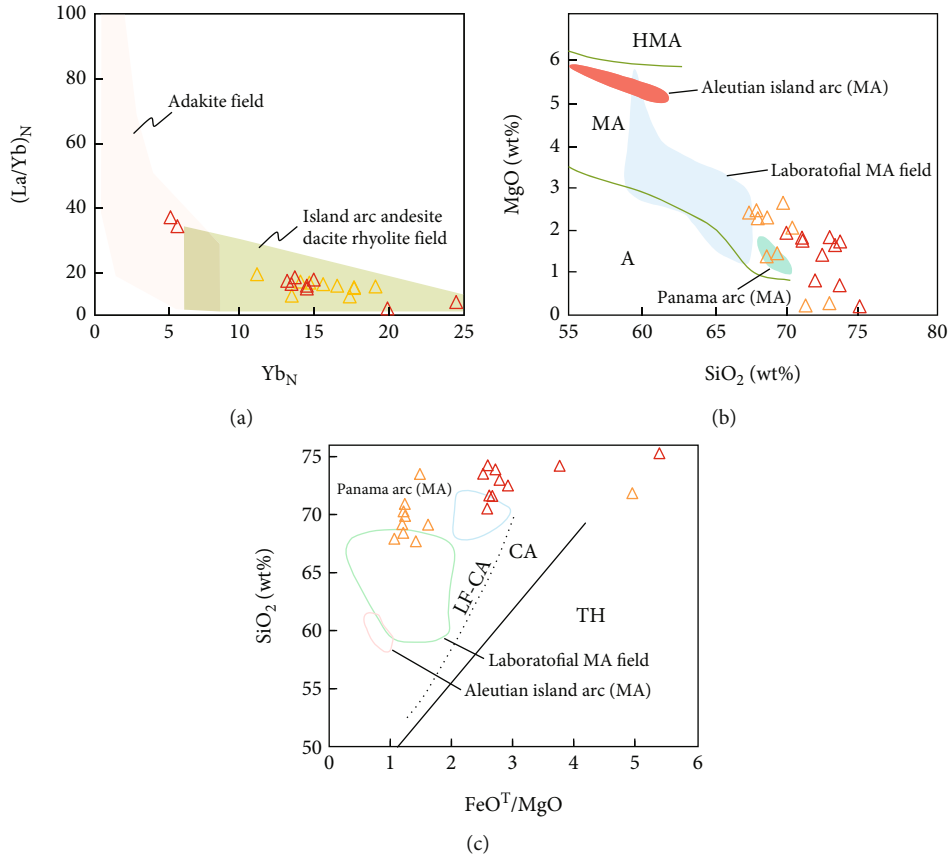 100
80
60
40
20
0
(La/Yb)N
Adakite field
Island arc andesite
dacite rhyolite field
0
5
10
15
20
25
YbN
(a)
6
5
4
3
2
1
0
MgO (wt%)
HMA
Aleutian island arc (MA)
MA
Laboratofial MA field
A
Panama arc (MA)
55
60
65
70
75
80
SiO2 (wt%)
(b)
75
70
65
60
55
50
SiO2 (wt%)
Panama arc (MA)
LF-CA
CA
TH
Laboratofial MA field
Aleutian island arc (MA)
0
1
2
3
4
5
6
FeO^T/MgO
(c)